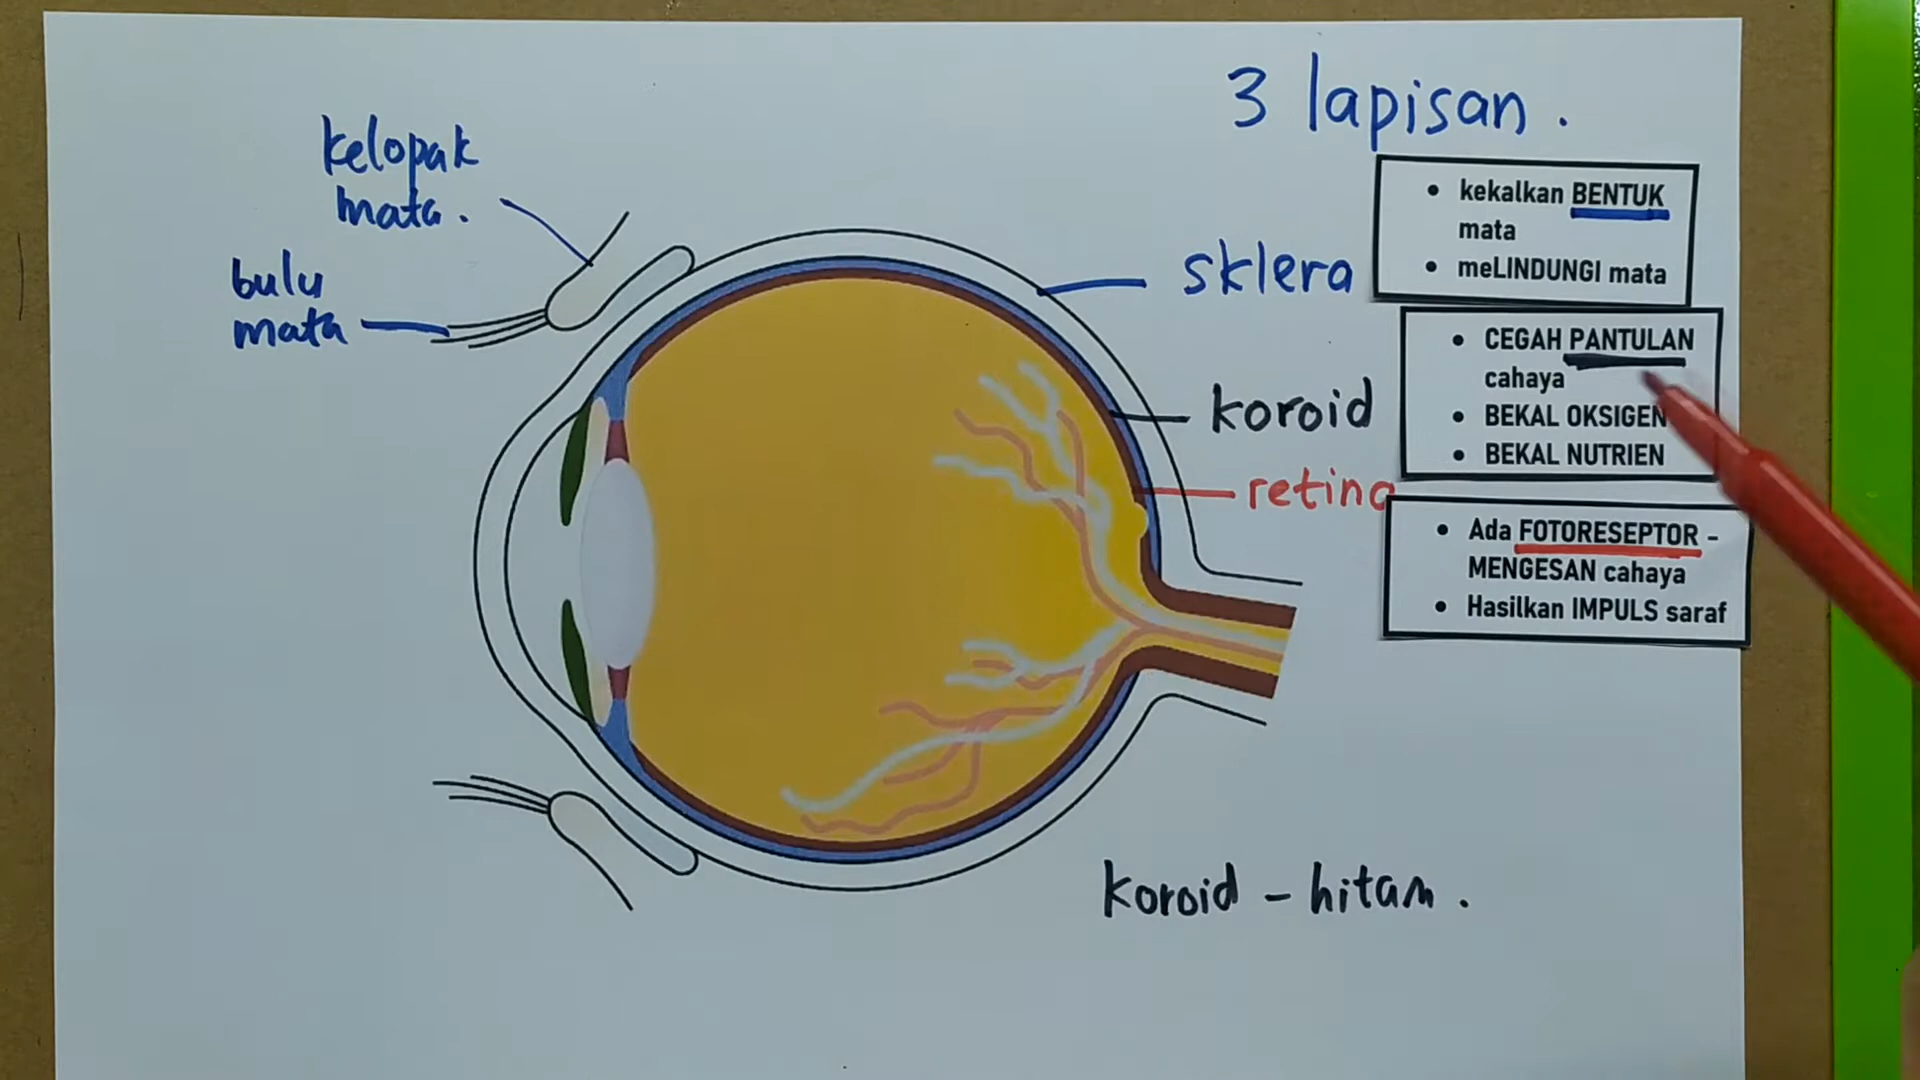 3 lapisan.
kelopak
mata.
bulu
mata
sklera
• kekalkan BENTUK
mata
• meLINDUNGI mata
koroid
• CEGAH PANTULAN
cahaya
• BEKAL OKSIGEN
• BEKAL NUTRIEN
retina
• Ada FOTORESEPTOR -
MENGESAN cahaya
• Hasilkan IMPULS saraf
koroid - hitam.